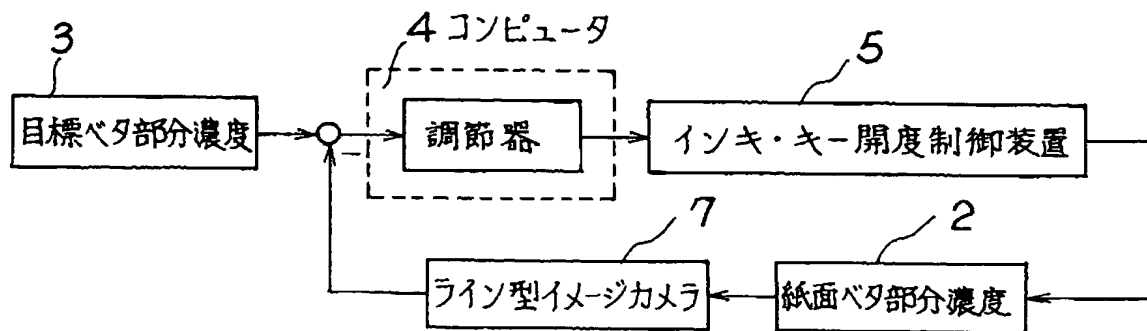 3
4 コンピュータ
5
目標ベタ部分濃度
調節器
インキ・キー開度制御装置
-
7
2
ライン型イメージカメラ
紙面ベタ部分濃度